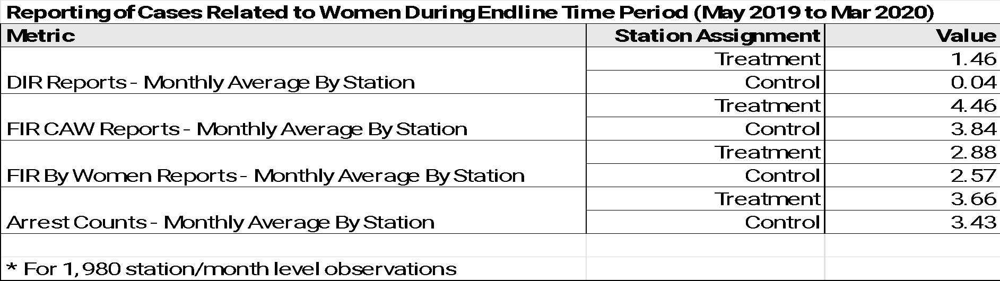 Reporting of Cases Related to Women During Endline Time Period (May 2019 to Mar 2020)
Metric Station Assignment Value
Treatment 1.46
DIR Reports - Monthly Average By Station Control 0.04
Treatment 4.46
FIR CAW Reports - Monthly Average By Station Control 3.84
Treatment 2.88
FIR By Women Reports - Monthly Average By Station Control 2.57
Treatment 3.66
Arrest Counts - Monthly Average By Station Control 3.43
* For 1,980 station/month level observations